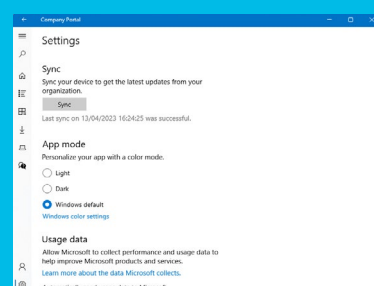 Company Portal
Settings
Sync
Sync your device to get the latest updates from your
organization.
Sync
Last sync on 13/04/2023 16:24:25 was successful.
App mode
Personalize your app with a color mode.
Light
Dark
Windows default
Windows color settings
Usage data
Allow Microsoft to collect performance and usage data to
help improve Microsoft products and services.
Learn more about the data Microsoft collects.